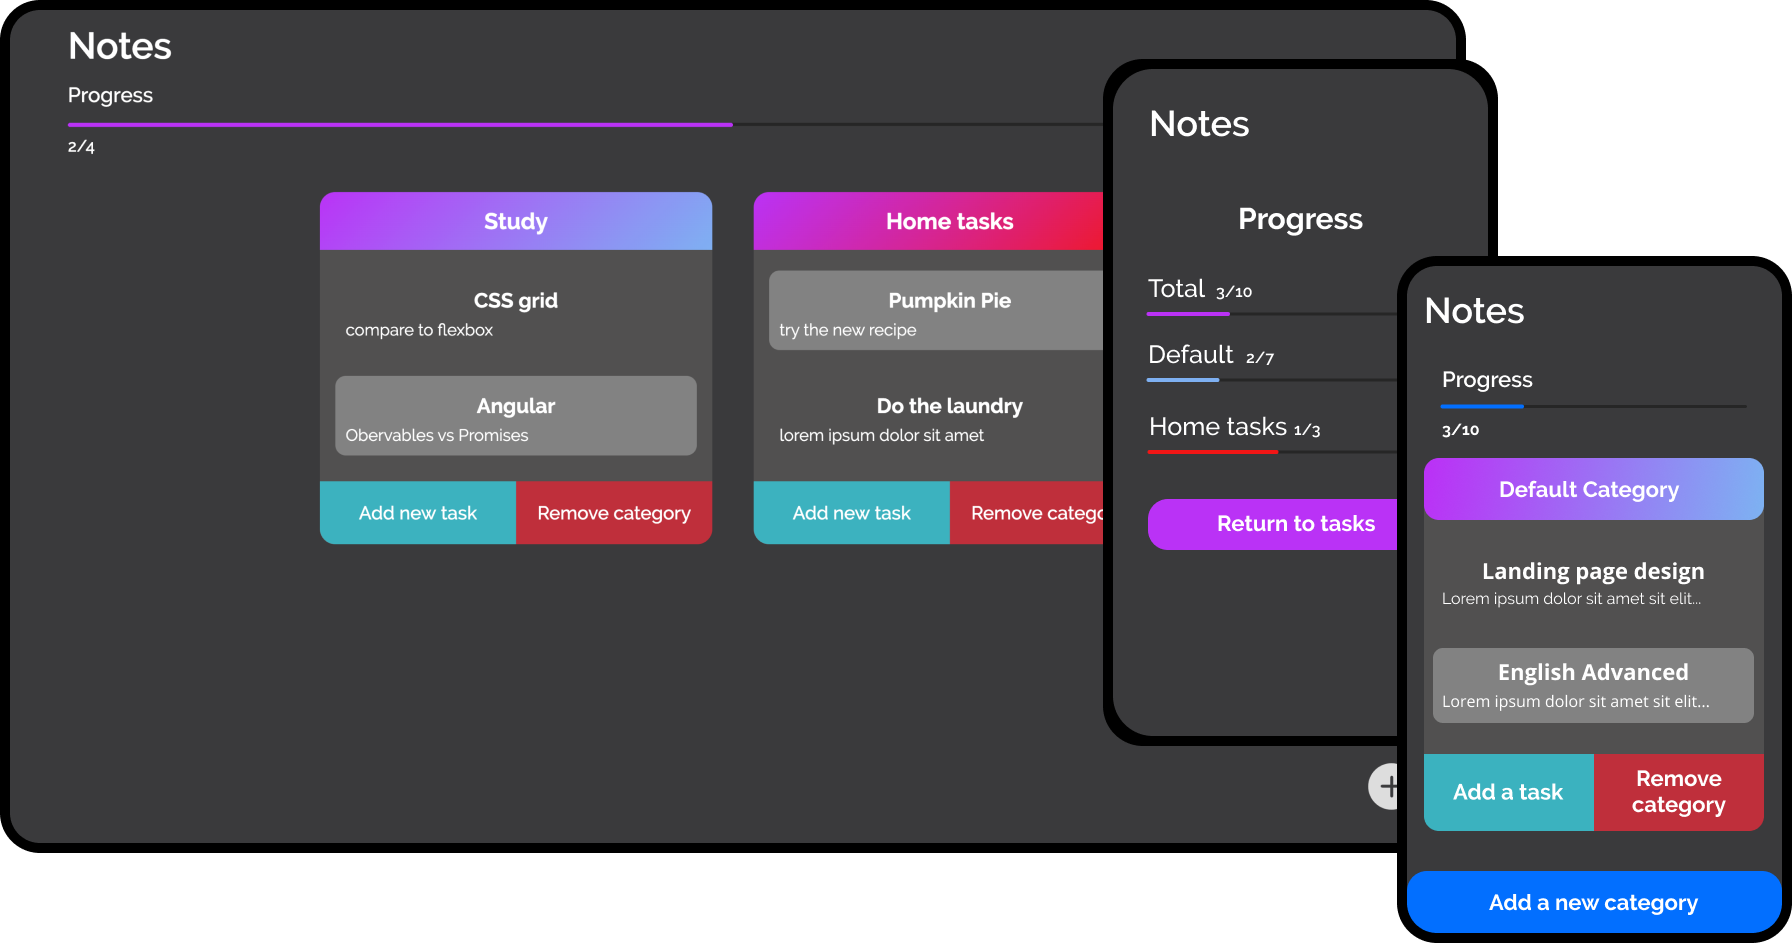 Notes
Progress
2/4
Study
CSS grid
compare to flexbox
Angular
Obervables vs Promises
Add new task
Remove category
Home tasks
Pumpkin Pie
try the new recipe
Do the laundry
lorem ipsum dolor sit amet
Add new task
Remove catego
Notes
Progress
Total 3/10
Default 2/7
Home tasks 1/3
Return to tasks
Notes
Progress
3/10
Default Category
Landing page design
Lorem ipsum dolor sit amet sit elit...
English Advanced
Lorem ipsum dolor sit amet sit elit...
Add a task
Remove
category
Add a new category